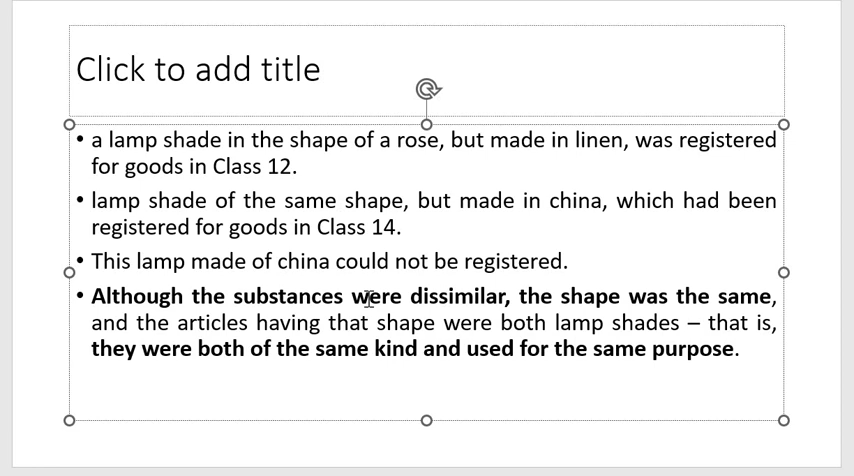 Click to add title
• a lamp shade in the shape of a rose, but made in linen, was registered
for goods in Class 12.
• lamp shade of the same shape, but made in china, which had been
registered for goods in Class 14.
• This lamp made of china could not be registered.
• Although the substances were dissimilar, the shape was the same,
and the articles having that shape were both lamp shades – that is,
they were both of the same kind and used for the same purpose.